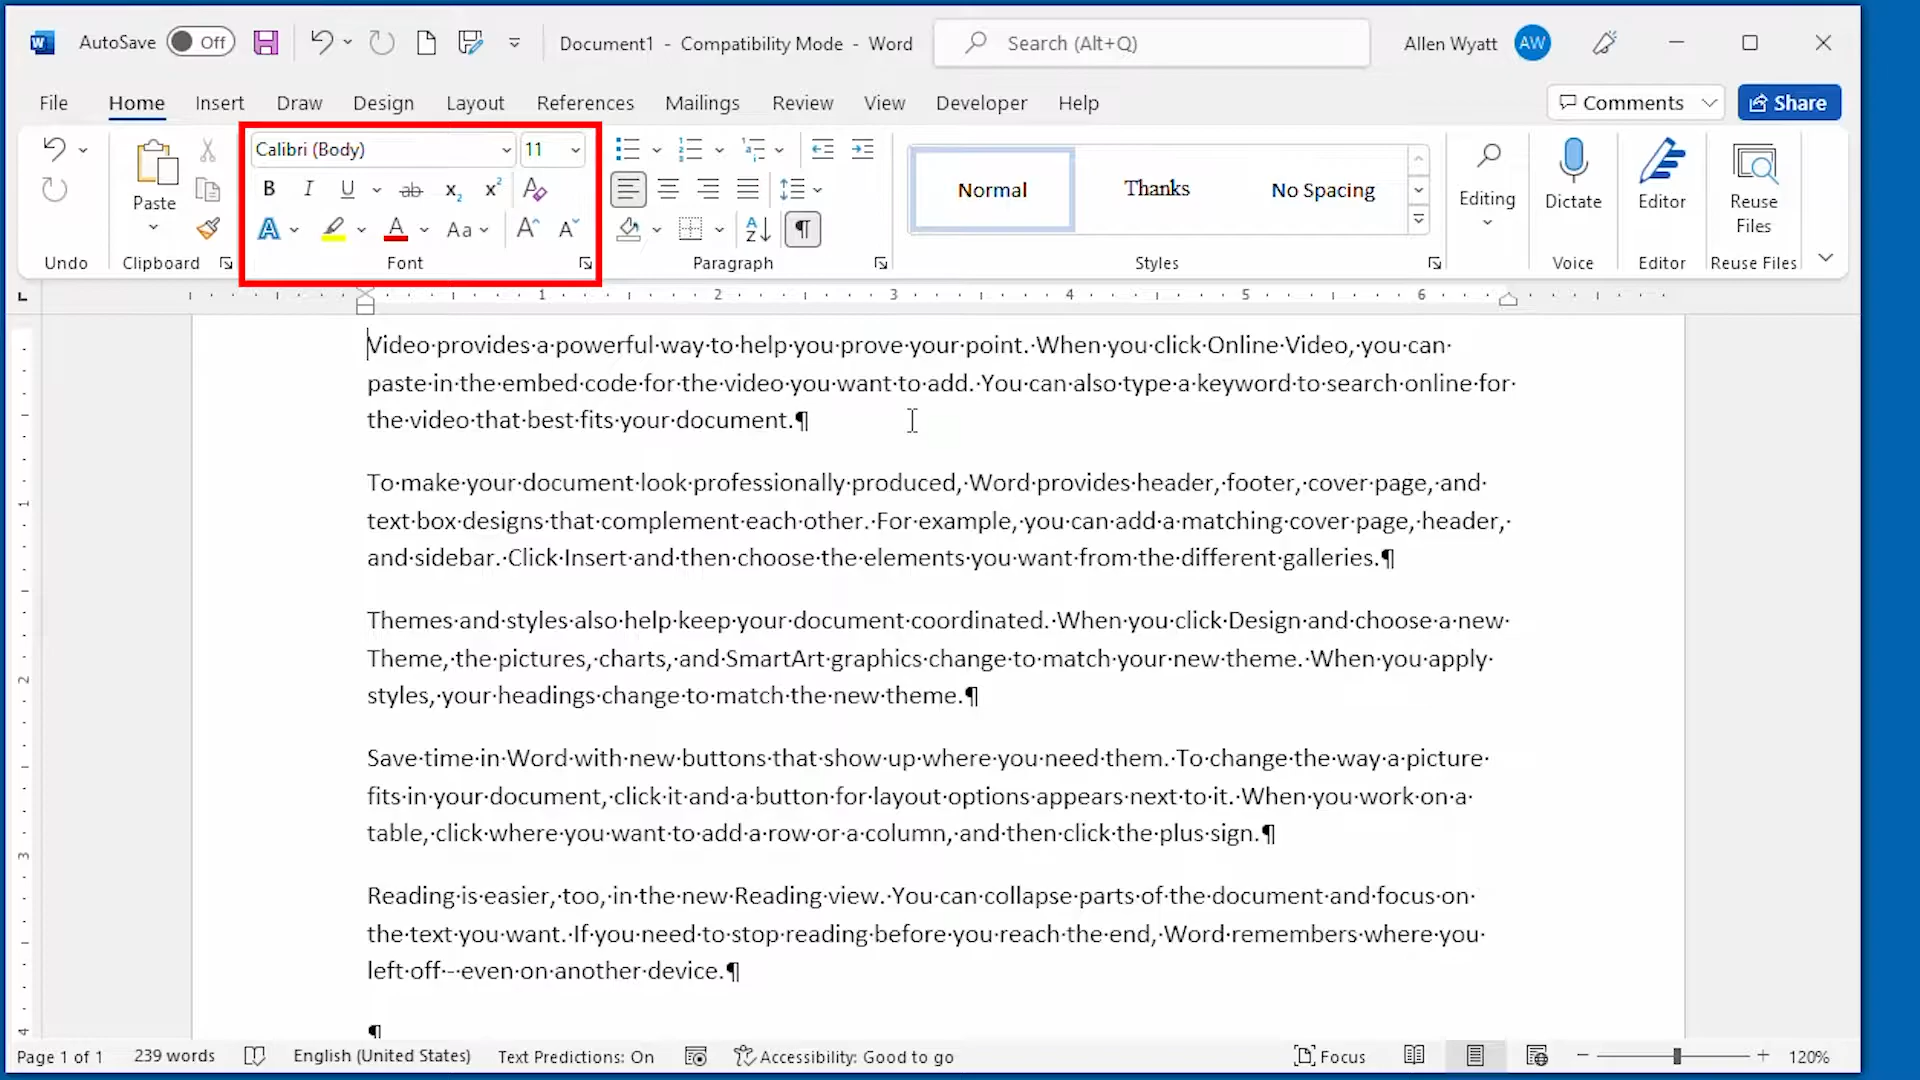 AutoSave Off Document1 - Compatibility Mode - Word Search (Alt+Q) Allen Wyatt AW
File Home Insert Draw Design Layout References Mailings Review View Developer Help Comments Share
Calibri (Body) 11
Paste
Normal Thanks No Spacing
Editing Dictate Editor Reuse Files
Undo Clipboard Font Paragraph Styles Voice Editor Reuse Files
1 2 3 4 5 6
Video·provides·a·powerful·way·to·help·you·prove·your·point.·When·you·click·Online·Video,·you·can·
paste·in·the·embed·code·for·the·video·you·want·to·add.·You·can·also·type·a·keyword·to·search·online·for·
the·video·that·best·fits·your·document.¶
To·make·your·document·look·professionally·produced,·Word·provides·header,·footer,·cover·page,·and·
text·box·designs·that·complement·each·other.·For·example,·you·can·add·a·matching·cover·page,·header,·
and·sidebar.·Click·Insert·and·then·choose·the·elements·you·want·from·the·different·galleries.¶
Themes·and·styles·also·help·keep·your·document·coordinated.·When·you·click·Design·and·choose·a·new·
Theme,·the·pictures,·charts,·and·SmartArt·graphics·change·to·match·your·new·theme.·When·you·apply·
styles,·your·headings·change·to·match·the·new·theme.¶
Save·time·in·Word·with·new·buttons·that·show·up·where·you·need·them.·To·change·the·way·a·picture·
fits·in·your·document,·click·it·and·a·button·for·layout·options·appears·next·to·it.·When·you·work·on·a·
table,·click·where·you·want·to·add·a·row·or·a·column,·and·then·click·the·plus·sign.¶
Reading·is·easier,·too,·in·the·new·Reading·view.·You·can·collapse·parts·of·the·document·and·focus·on·
the·text·you·want.·If·you·need·to·stop·reading·before·you·reach·the·end,·Word·remembers·where·you·
left·off·-·even·on·another·device.¶
¶
Page 1 of 1 239 words English (United States) Text Predictions: On Accessibility: Good to go Focus 120%